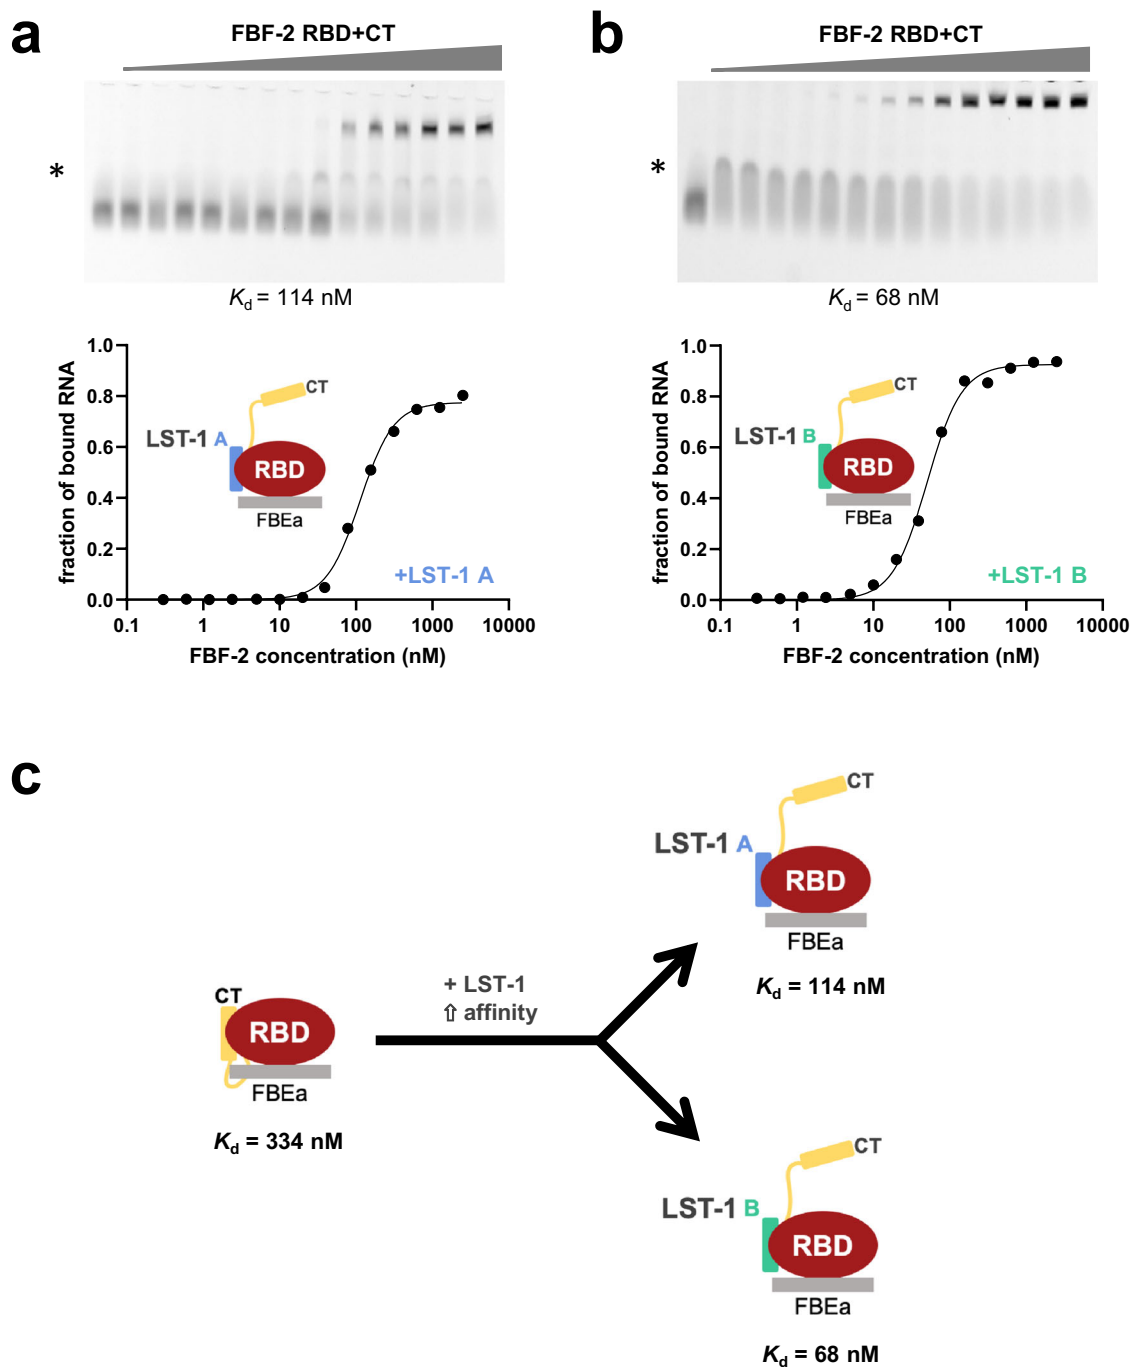 a
FBF-2 RBD+CT
*
Kd = 114 nM
fraction of bound RNA
1.0
0.8
0.6
0.4
0.2
0.0
0.1
1
10
100
1000
10000
FBF-2 concentration (nM)
CT
LST-1 A
RBD
FBEa
+LST-1 A
b
FBF-2 RBD+CT
*
Kd = 68 nM
fraction of bound RNA
1.0
0.8
0.6
0.4
0.2
0.0
0.1
1
10
100
1000
10000
FBF-2 concentration (nM)
CT
LST-1 B
RBD
FBEa
+LST-1 B
c
CT
RBD
FBEa
Kd = 334 nM
+ LST-1
⇧ affinity
CT
LST-1 A
RBD
FBEa
Kd = 114 nM
CT
LST-1 B
RBD
FBEa
Kd = 68 nM